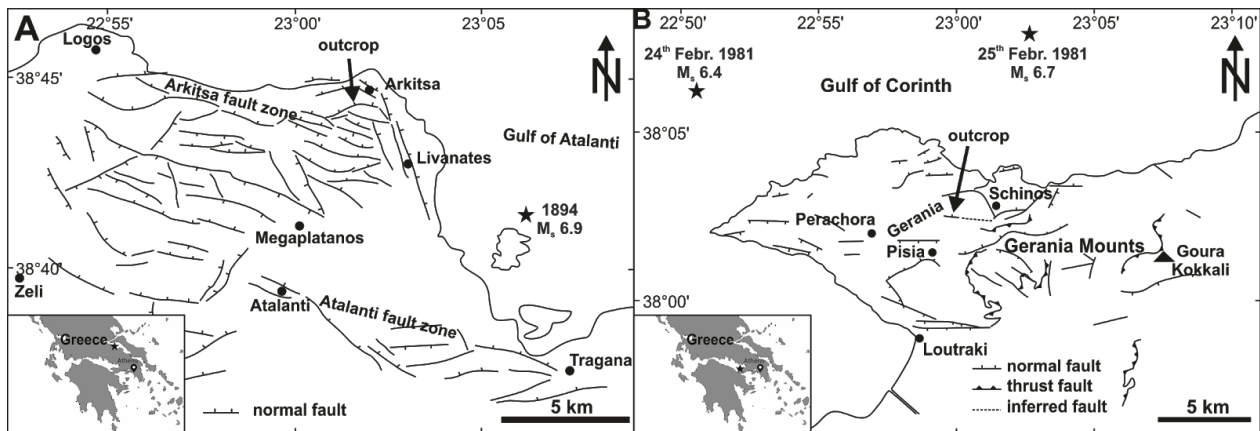 A
22°55'
23°00'
23°05'
Logos
outcrop
38°45'
Arkitsa
Arkitsa fault zone
N
Gulf of Atalanti
Livanates
1894
Ms 6.9
Megaplatanos
38°40'
Zeli
Atalanti
Atalanti fault zone
Greece
Athens
Tragana
normal fault
5 km
B
22°50'
22°55'
23°00'
23°05'
23°10'
24th Febr. 1981
Ms 6.4
25th Febr. 1981
Ms 6.7
N
Gulf of Corinth
38°05'
outcrop
Schinos
Perachora
Gerania
Pisia
Gerania Mounts
Goura
Kokkali
38°00'
Loutraki
Greece
Athens
normal fault
thrust fault
inferred fault
5 km